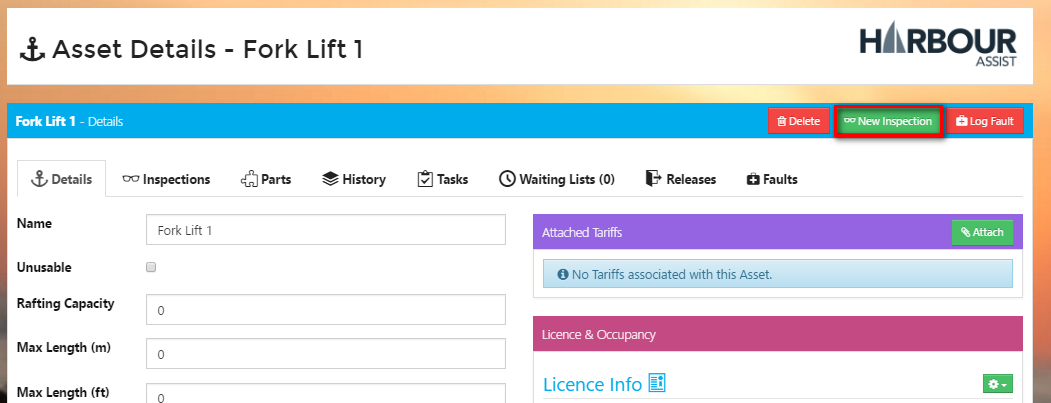 Asset Details - Fork Lift 1
HARBOUR
ASSIST
Fork Lift 1 - Details
Delete
New Inspection
Log Fault
Details
Inspections
Parts
History
Tasks
Waiting Lists (0)
Releases
Faults
Name
Fork Lift 1
Unusable
Rafting Capacity
0
Max Length (m)
0
Max Length (ft)
0
Attached Tariffs
Attach
No Tariffs associated with this Asset.
Licence & Occupancy
Licence Info